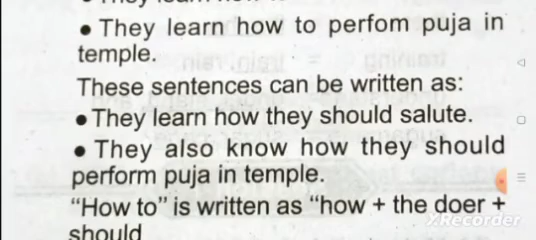 • They learn how to perfom puja in
temple.
These sentences can be written as:
• They learn how they should salute.
• They also know how they should
perform puja in temple.
"How to" is written as "how + the doer +
should
XRecorder